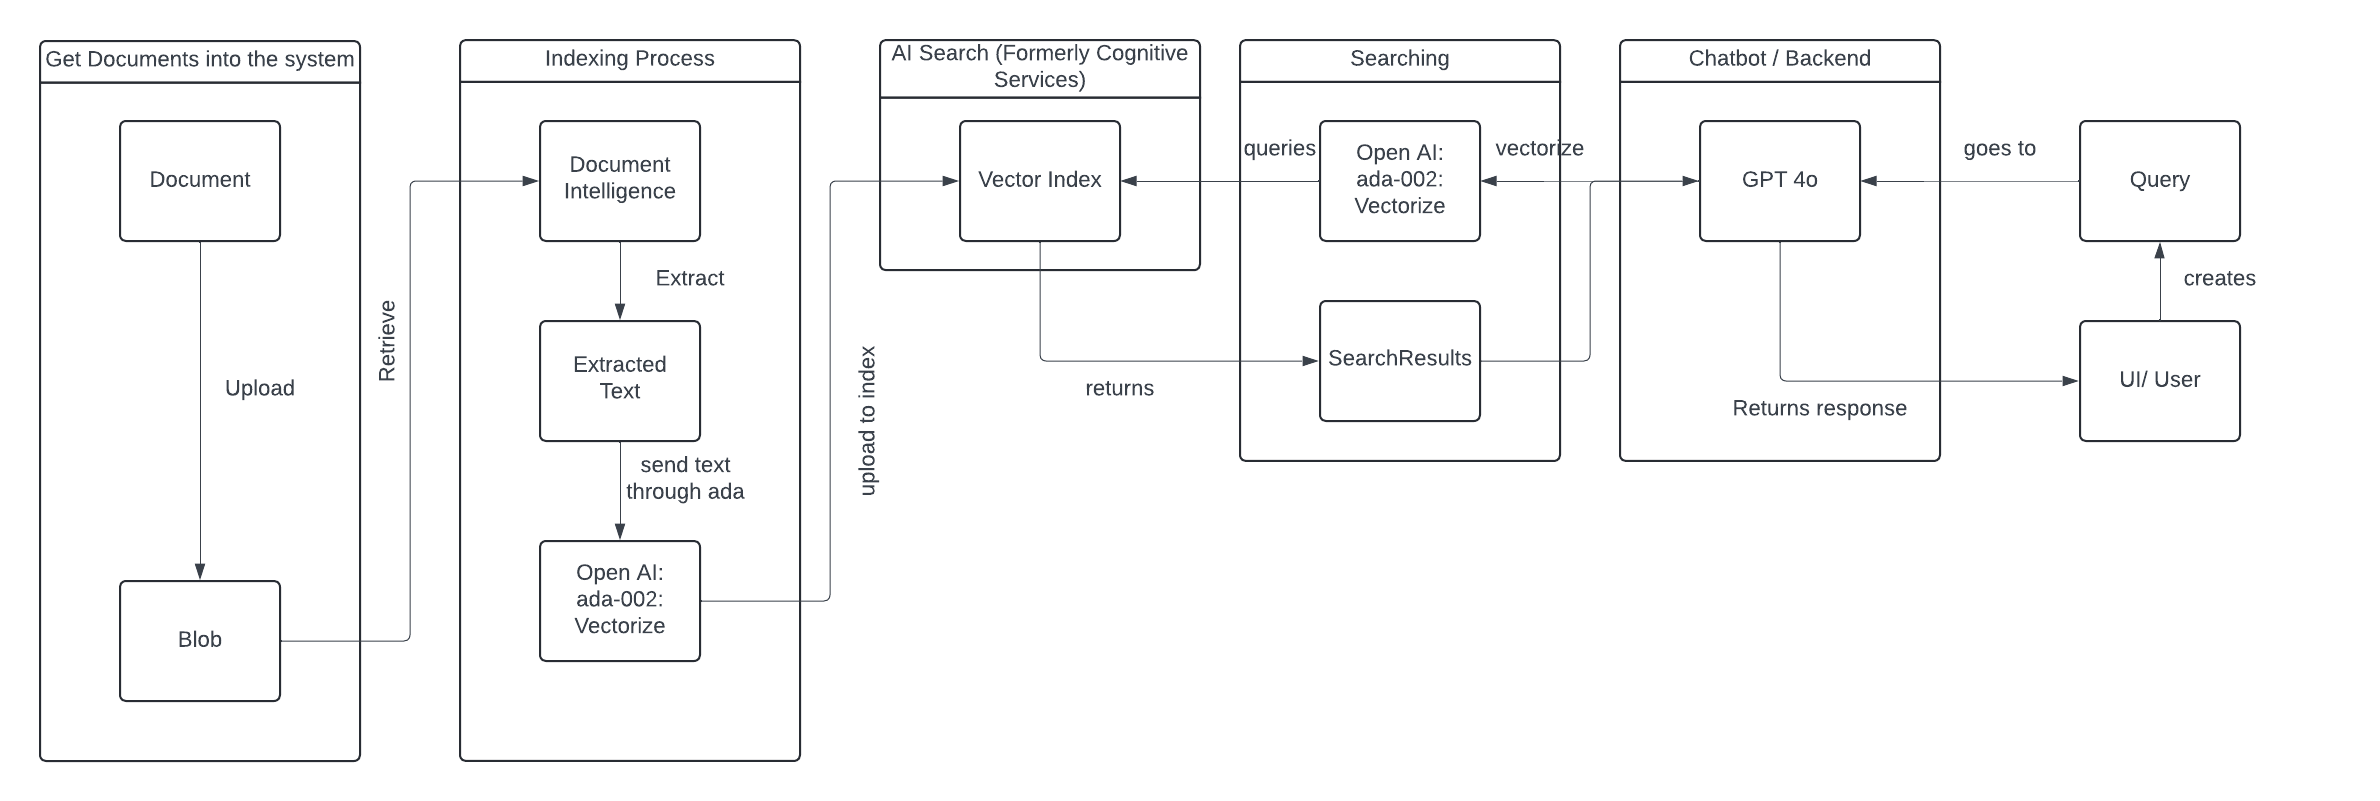 Get Documents into the system
Document
Upload
Blob
Retrieve
Indexing Process
Document
Intelligence
Extract
Extracted
Text
send text
through ada
Open AI:
ada-002:
Vectorize
upload to index
AI Search (Formerly Cognitive
Services)
Vector Index
returns
Searching
queries
Open AI:
ada-002:
Vectorize
vectorize
SearchResults
Chatbot / Backend
GPT 4o
Returns response
goes to
Query
creates
UI/ User